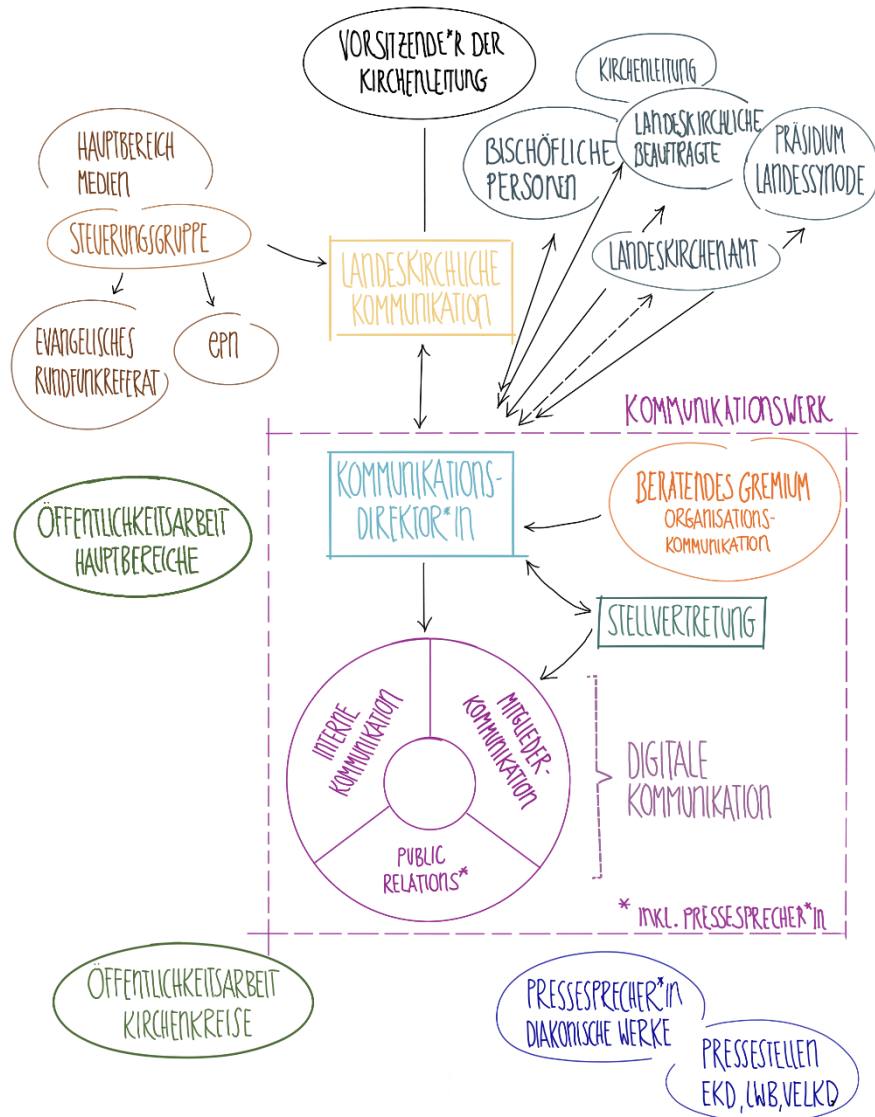 VORSITZENDE*R DER
KIRCHENLEITUNG
KIRCHENLEITUNG
LANDESKIRCHLICHE
BEAUFTRAGTE
BISCHÖFLICHE
PERSONEN
PRÄSIDIUM
LANDESSYNODE
LANDESKIRCHENAMT
HAUPTBEREICH
MEDIEN
STEUERUNGSGRUPPE
EVANGELISCHES
RUNDFUNKREFERAT
epn
LANDESKIRCHLICHE
KOMMUNIKATION
KOMMUNIKATIONSWERK
KOMMUNIKATIONS-
DIREKTOR*IN
BERATENDES GREMIUM
ORGANISATIONS-
KOMMUNIKATION
ÖFFENTLICHKEITSARBEIT
HAUPTBEREICHE
STELLVERTRETUNG
INTERNE
KOMMUNIKATION
MITGLIEDER-
KOMMUNIKATION
PUBLIC
RELATIONS*
DIGITALE
KOMMUNIKATION
* INKL. PRESSESPRECHER*IN
ÖFFENTLICHKEITSARBEIT
KIRCHENKREISE
PRESSESPRECHER*IN
DIAKONISCHE WERKE
PRESSESTELLEN
EKD, LWB, VELKD